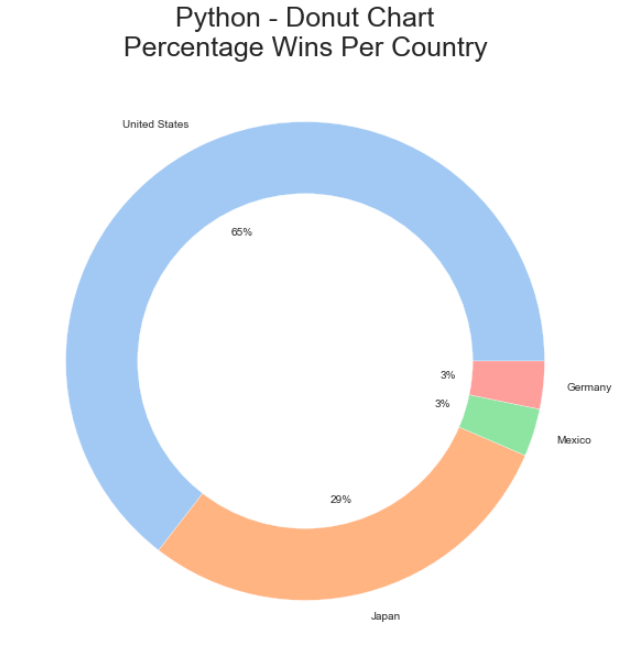 Python - Donut Chart
Percentage Wins Per Country
United States
65%
3%
Germany
3%
Mexico
29%
Japan